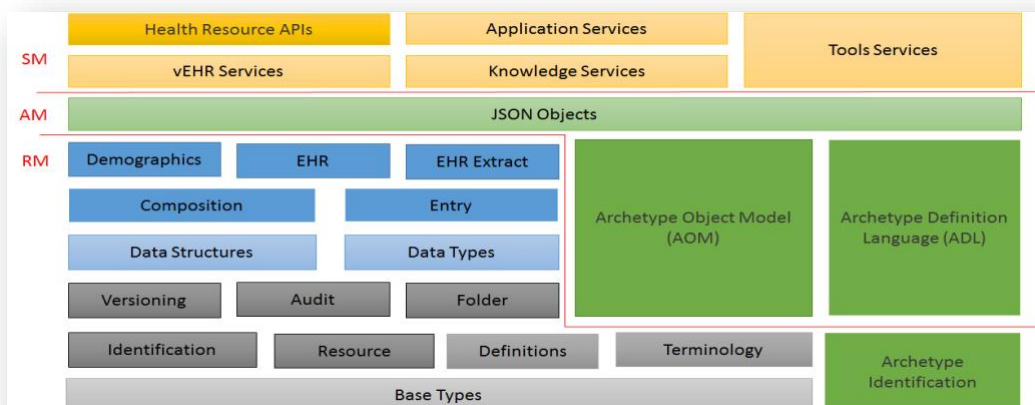 Health Resource APIs
Application Services
Tools Services
SM
vEHR Services
Knowledge Services
AM
JSON Objects
RM
Demographics
EHR
EHR Extract
Composition
Entry
Archetype Object Model
(AOM)
Archetype Definition
Language (ADL)
Data Structures
Data Types
Versioning
Audit
Folder
Identification
Resource
Definitions
Terminology
Archetype
Identification
Base Types